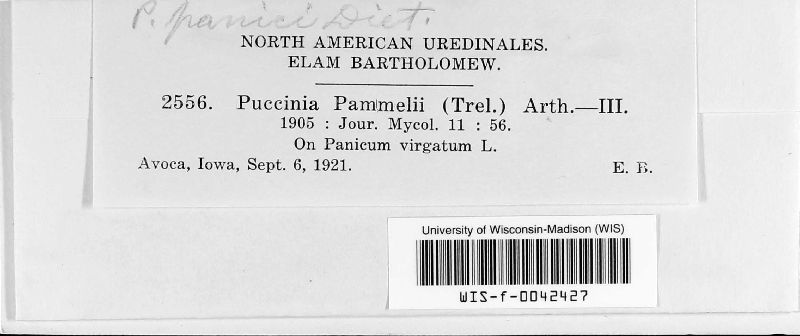 P. panici Diet.
NORTH AMERICAN UREDINALES.
ELAM BARTHOLOMEW.
2556. Puccinia Pammelii (Trel.) Arth.—III.
1905 : Jour. Mycol. 11 : 56.
On Panicum virgatum L.
Avoca, Iowa, Sept. 6, 1921. E. B.
University of Wisconsin-Madison (WIS)
WIS-f-0042427